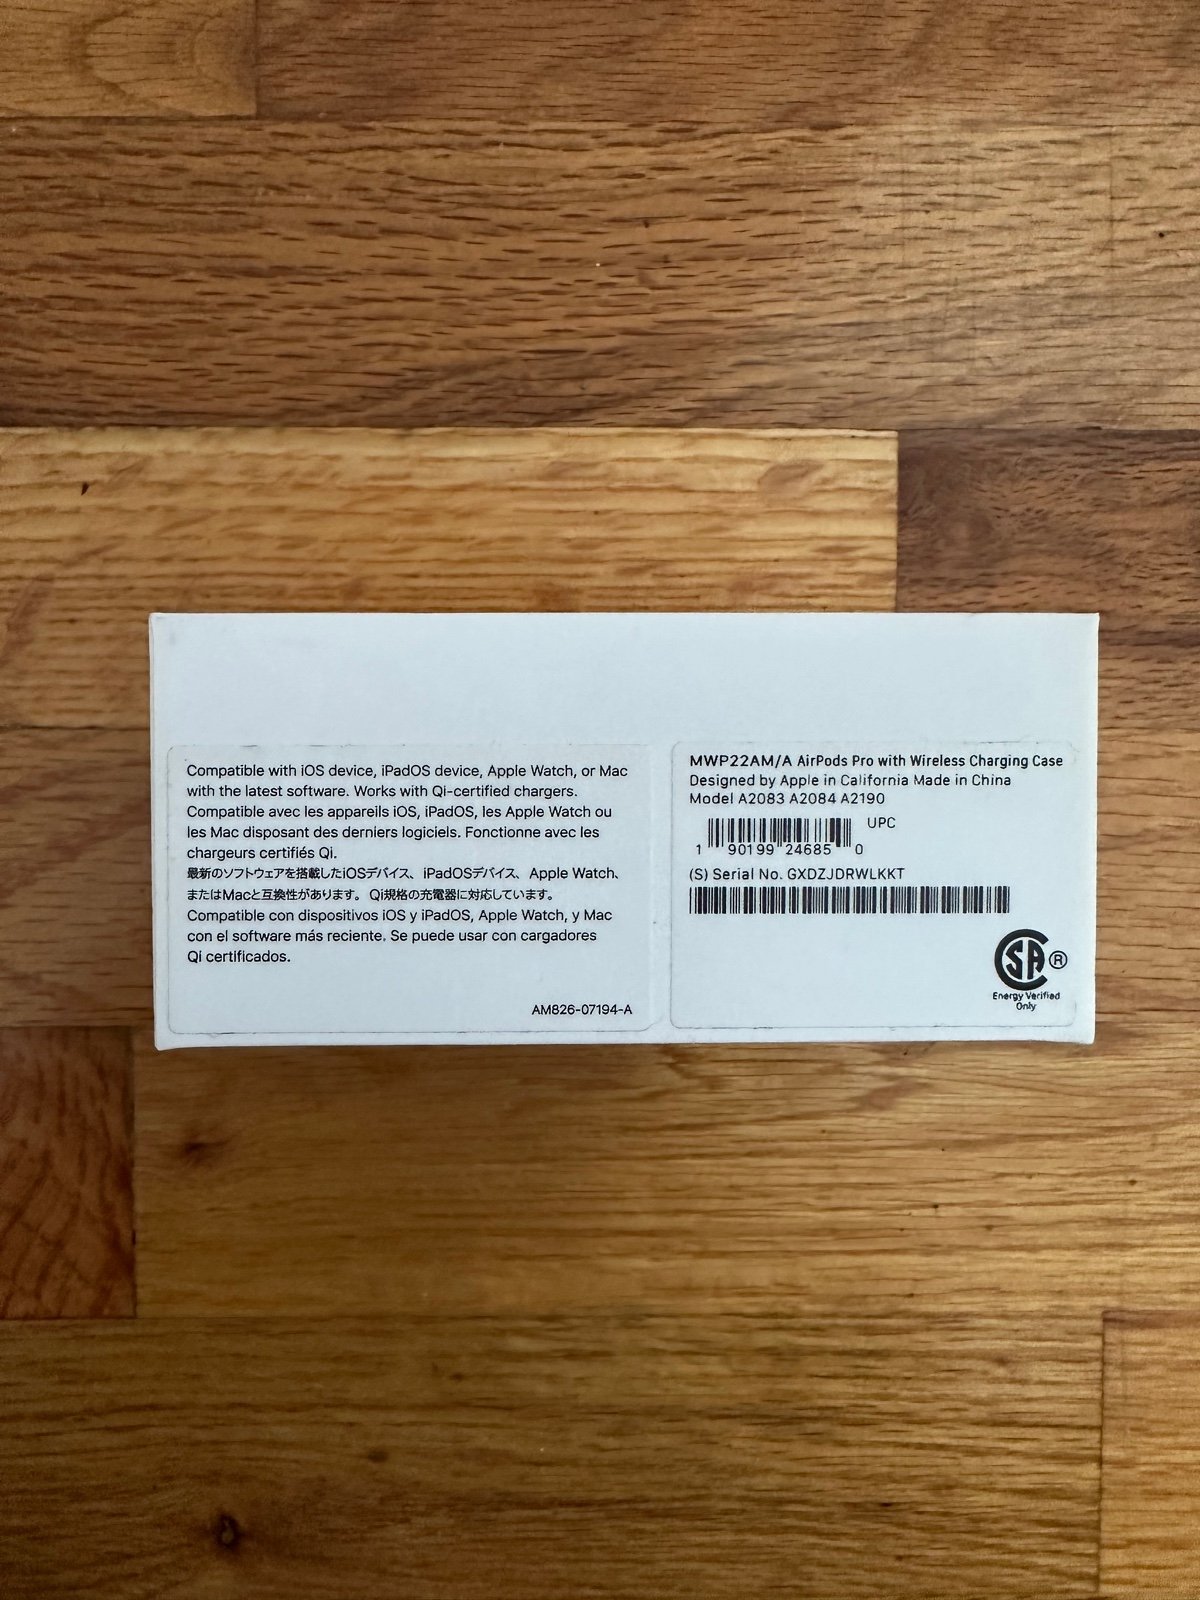 Compatible with iOS device, iPadOS device, Apple Watch, or Mac
with the latest software. Works with Qi-certified chargers.
Compatible avec les appareils iOS, iPadOS, les Apple Watch ou
les Mac disposant des derniers logiciels. Fonctionne avec les
chargeurs certifiés Qi.
最新のソフトウェアを搭載したiOSデバイス、iPadOSデバイス、Apple Watch、
またはMacと互換性があります。Qi規格の充電器に対応しています。
Compatible con dispositivos iOS y iPadOS, Apple Watch, y Mac
con el software más reciente. Se puede usar con cargadores
Qi certificados.
AM826-07194-A
MWP22AM/A AirPods Pro with Wireless Charging Case
Designed by Apple in California Made in China
Model A2083 A2084 A2190
UPC
1 90199 24685 0
(S) Serial No. GXDZJDRWLKKT
SA ®
Energy Verified
Only